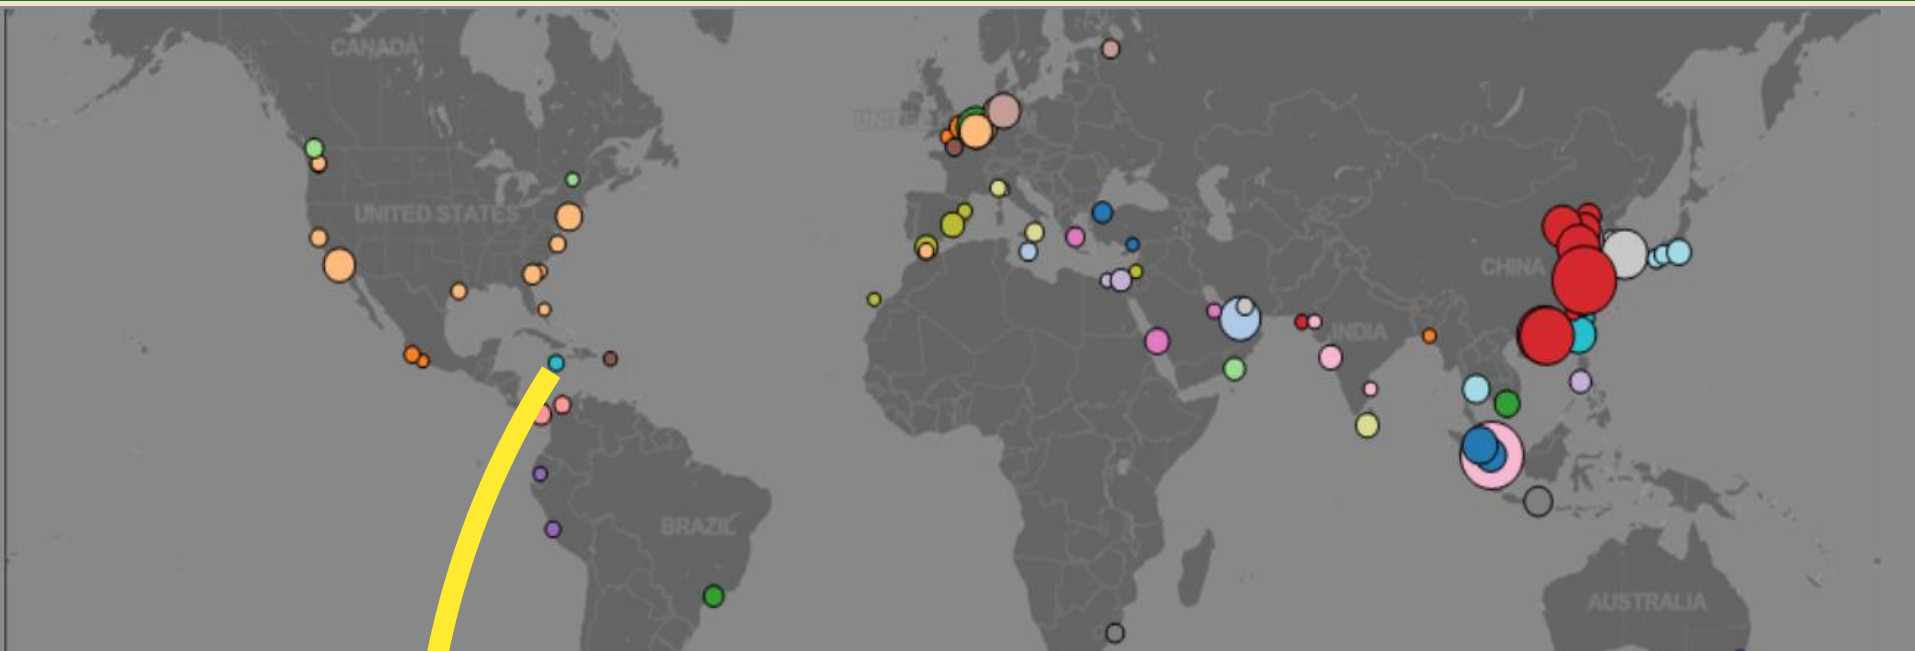 CANADA
UNITED STATES
CHINA
INDIA
BRAZIL
AUSTRALIA